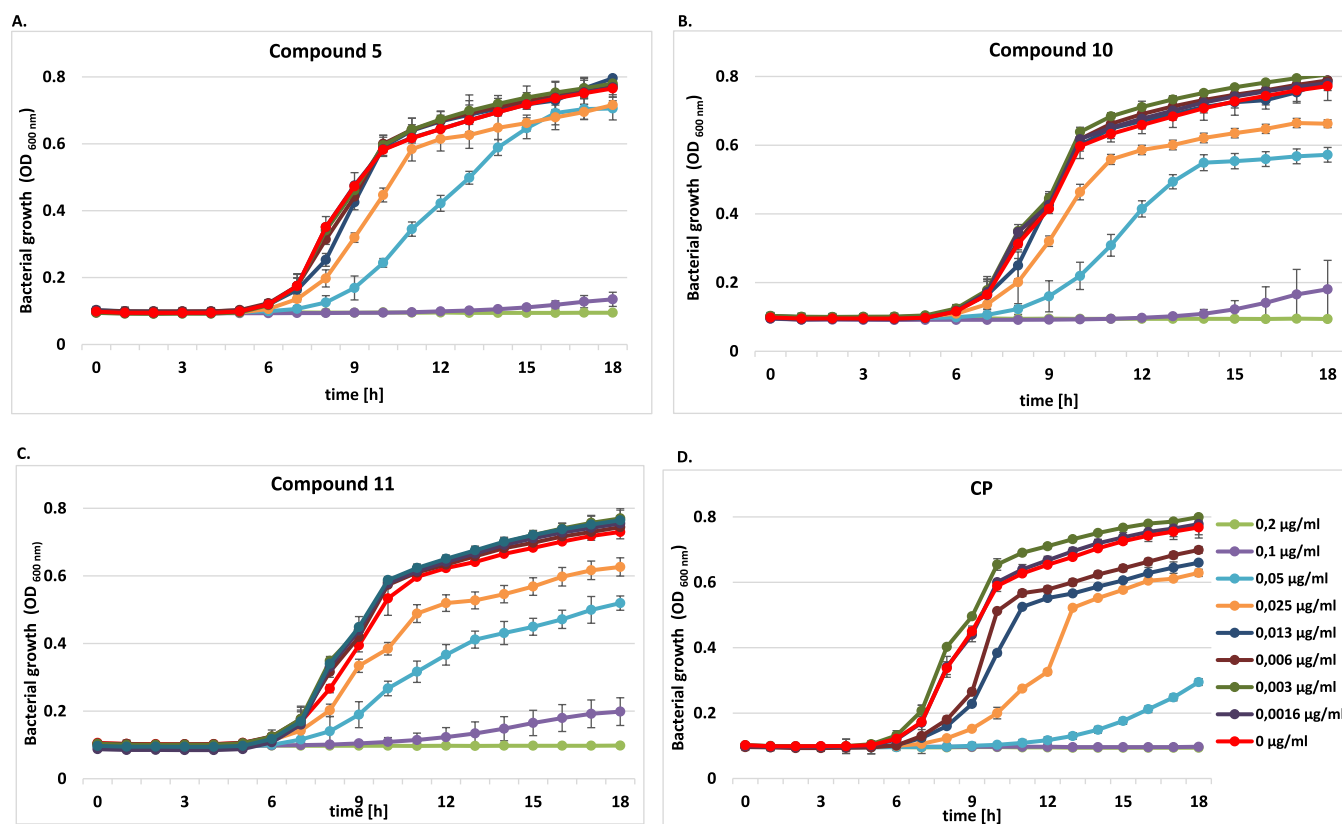 A.
Compound 5
Bacterial growth (OD 600 nm)
0.8
0.6
0.4
0.2
0
0 3 6 9 12 15 18
time [h]
B.
Compound 10
Bacterial growth (OD 600 nm)
0.8
0.6
0.4
0.2
0
0 3 6 9 12 15 18
time [h]
C.
Compound 11
Bacterial growth (OD 600 nm)
0.8
0.6
0.4
0.2
0
0 3 6 9 12 15 18
time [h]
D.
CP
Bacterial growth (OD 600 nm)
0.8
0.6
0.4
0.2
0
0 3 6 9 12 15 18
time [h]
0,2 µg/ml
0,1 µg/ml
0,05 µg/ml
0,025 µg/ml
0,013 µg/ml
0,006 µg/ml
0,003 µg/ml
0,0016 µg/ml
0 µg/ml